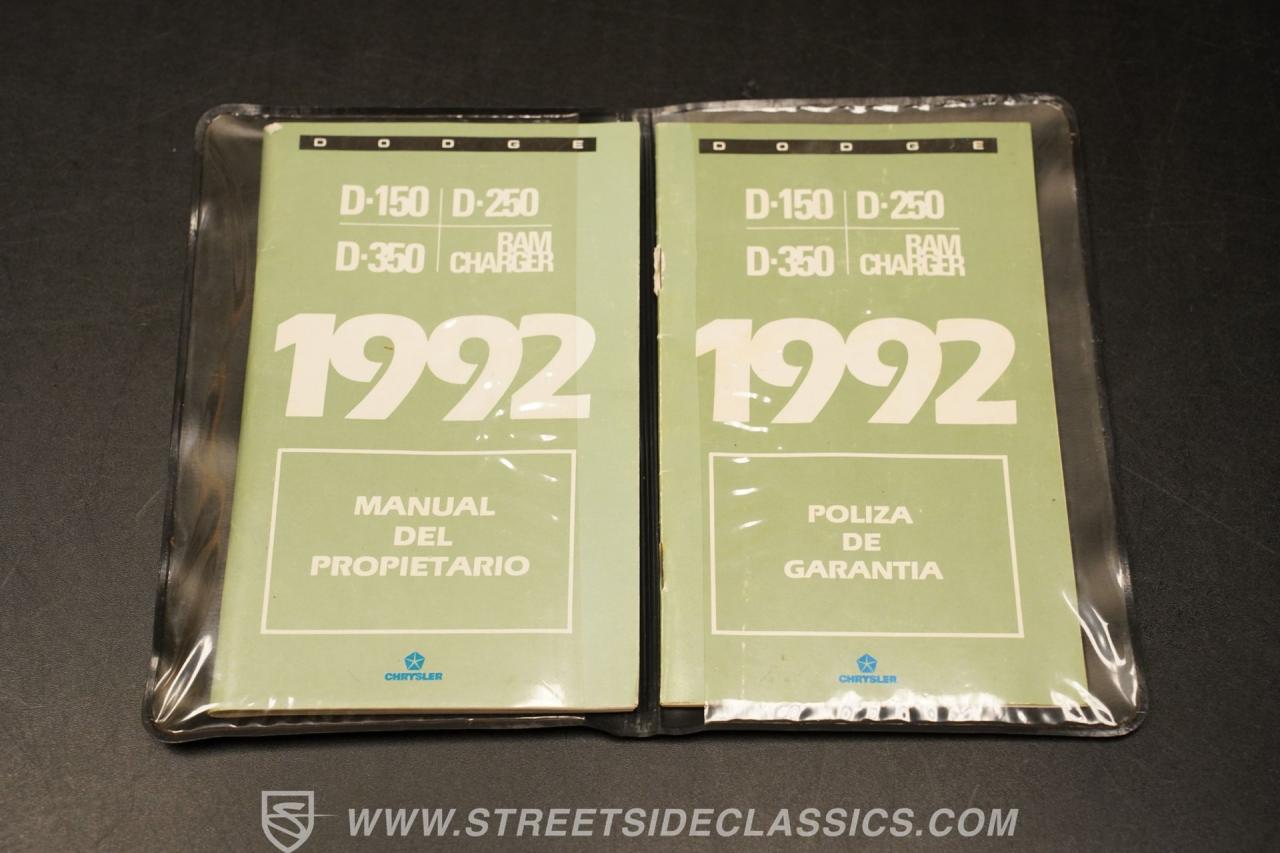 DODGE
D·150 D·250
D·350 RAM CHARGER
1992
MANUAL
DEL
PROPIETARIO
CHRYSLER
DODGE
D·150 D·250
D·350 RAM CHARGER
1992
POLIZA
DE
GARANTIA
CHRYSLER
WWW.STREETSIDECLASSICS.COM